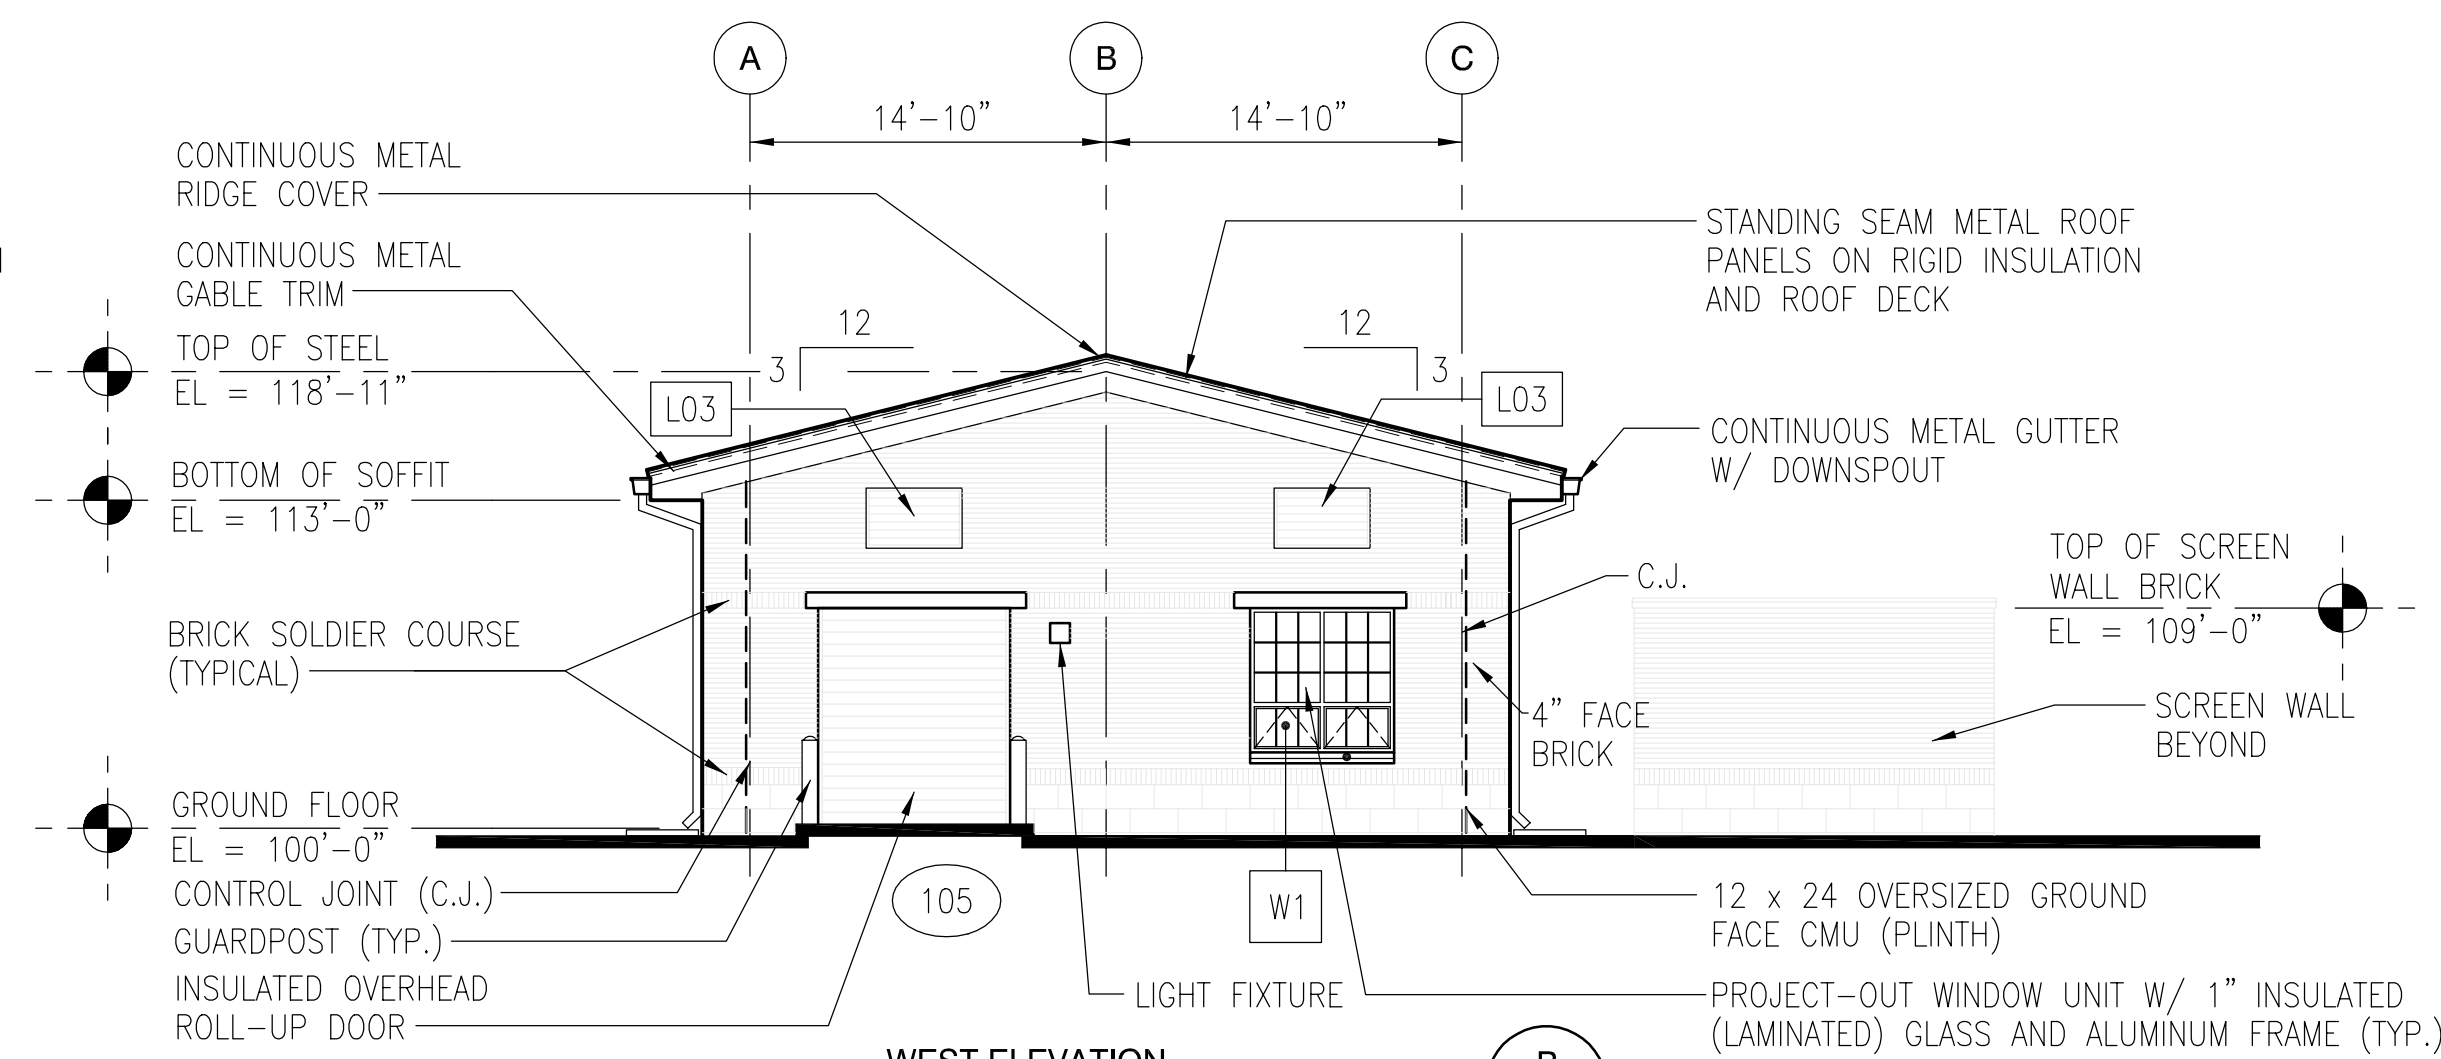 A
B
C
14'-10"
14'-10"
CONTINUOUS METAL
RIDGE COVER
CONTINUOUS METAL
GABLE TRIM
STANDING SEAM METAL ROOF
PANELS ON RIGID INSULATION
AND ROOF DECK
12
3
12
3
TOP OF STEEL
EL = 118'-11"
L03
L03
CONTINUOUS METAL GUTTER
W/ DOWNSPOUT
BOTTOM OF SOFFIT
EL = 113'-0"
TOP OF SCREEN
WALL BRICK
EL = 109'-0"
C.J.
BRICK SOLDIER COURSE
(TYPICAL)
4" FACE
BRICK
SCREEN WALL
BEYOND
GROUND FLOOR
EL = 100'-0"
CONTROL JOINT (C.J.)
GUARDPOST (TYP.)
INSULATED OVERHEAD
ROLL-UP DOOR
105
W1
LIGHT FIXTURE
12 x 24 OVERSIZED GROUND
FACE CMU (PLINTH)
PROJECT-OUT WINDOW UNIT W/ 1" INSULATED
(LAMINATED) GLASS AND ALUMINUM FRAME (TYP.)
WEST ELEVATION